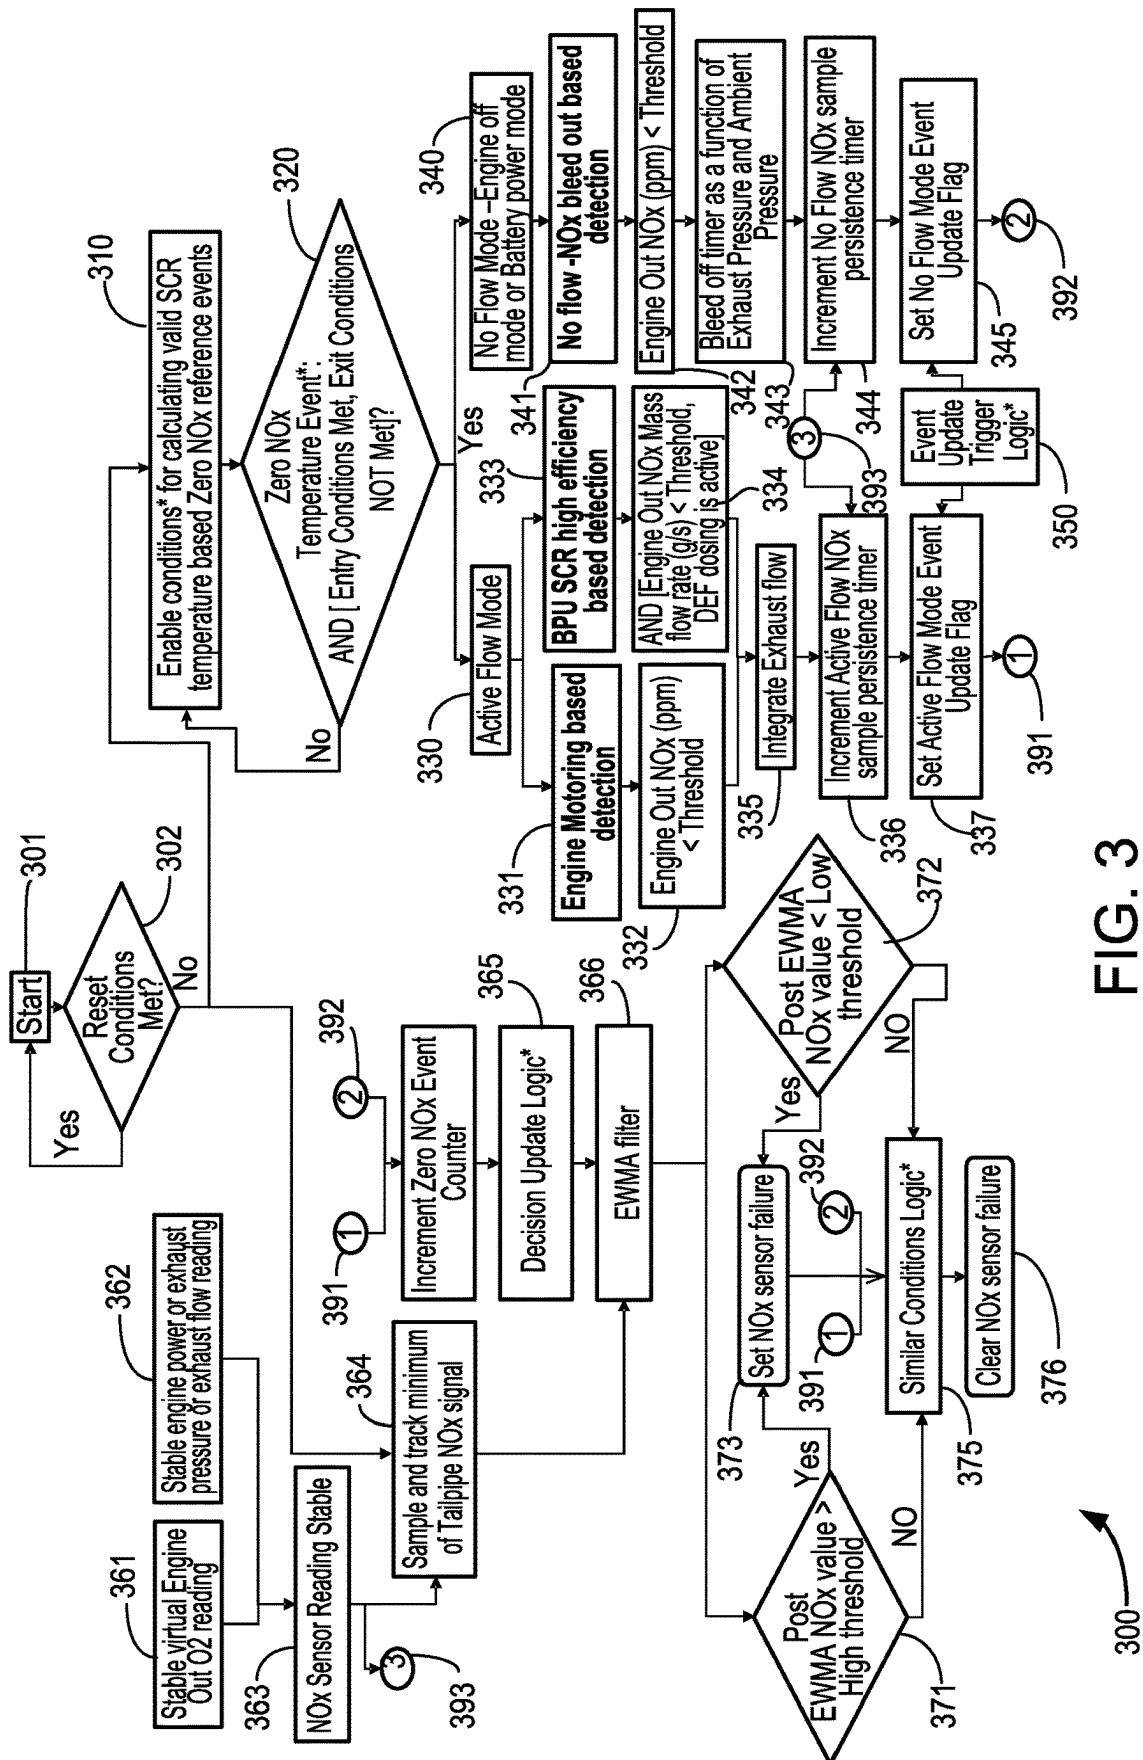 Start
301
Reset
Conditions
Met?
302
Yes
No
310
Enable conditions* for calculating valid SCR
temperature based Zero NOx reference events
320
Zero NOx
Temperature Event*:
AND [ Entry Conditions Met, Exit Conditions
NOT Met]?
No
Yes
330
Active Flow Mode
340
No Flow Mode –Engine off
mode or Battery power mode
331
Engine Motoring based
detection
333
BPU SCR high efficiency
based detection
341
No flow -NOx bleed out based
detection
332
Engine Out NOx (ppm)
< Threshold
AND [Engine Out NOx Mass
flow rate (g/s) < Threshold,
DEF dosing is active]
334
Engine Out NOx (ppm) < Threshold
342
335
Integrate Exhaust flow
Bleed off timer as a function of
Exhaust Pressure and Ambient
Pressure
343
3
393
336
Increment Active Flow NOx
sample persistence timer
Increment No Flow NOx sample
persistence timer
344
337
Set Active Flow Mode Event
Update Flag
Event
Update
Trigger
Logic*
350
Set No Flow Mode Event
Update Flag
345
1
391
2
392
361
Stable virtual Engine
Out O2 reading
362
Stable engine power or exhaust
pressure or exhaust flow reading
363
NOx Sensor Reading Stable
3
393
364
Sample and track minimum
of Tailpipe NOx signal
391
1
2
392
Increment Zero NOx Event
Counter
365
Decision Update Logic*
366
EWMA filter
Post
EWMA NOx value >
High threshold
371
Yes
NO
Post EWMA
NOx value < Low
threshold
372
Yes
NO
373
Set NOx sensor failure
391
1
2
392
375
Similar Conditions Logic*
Clear NOx sensor failure
376
300
FIG. 3